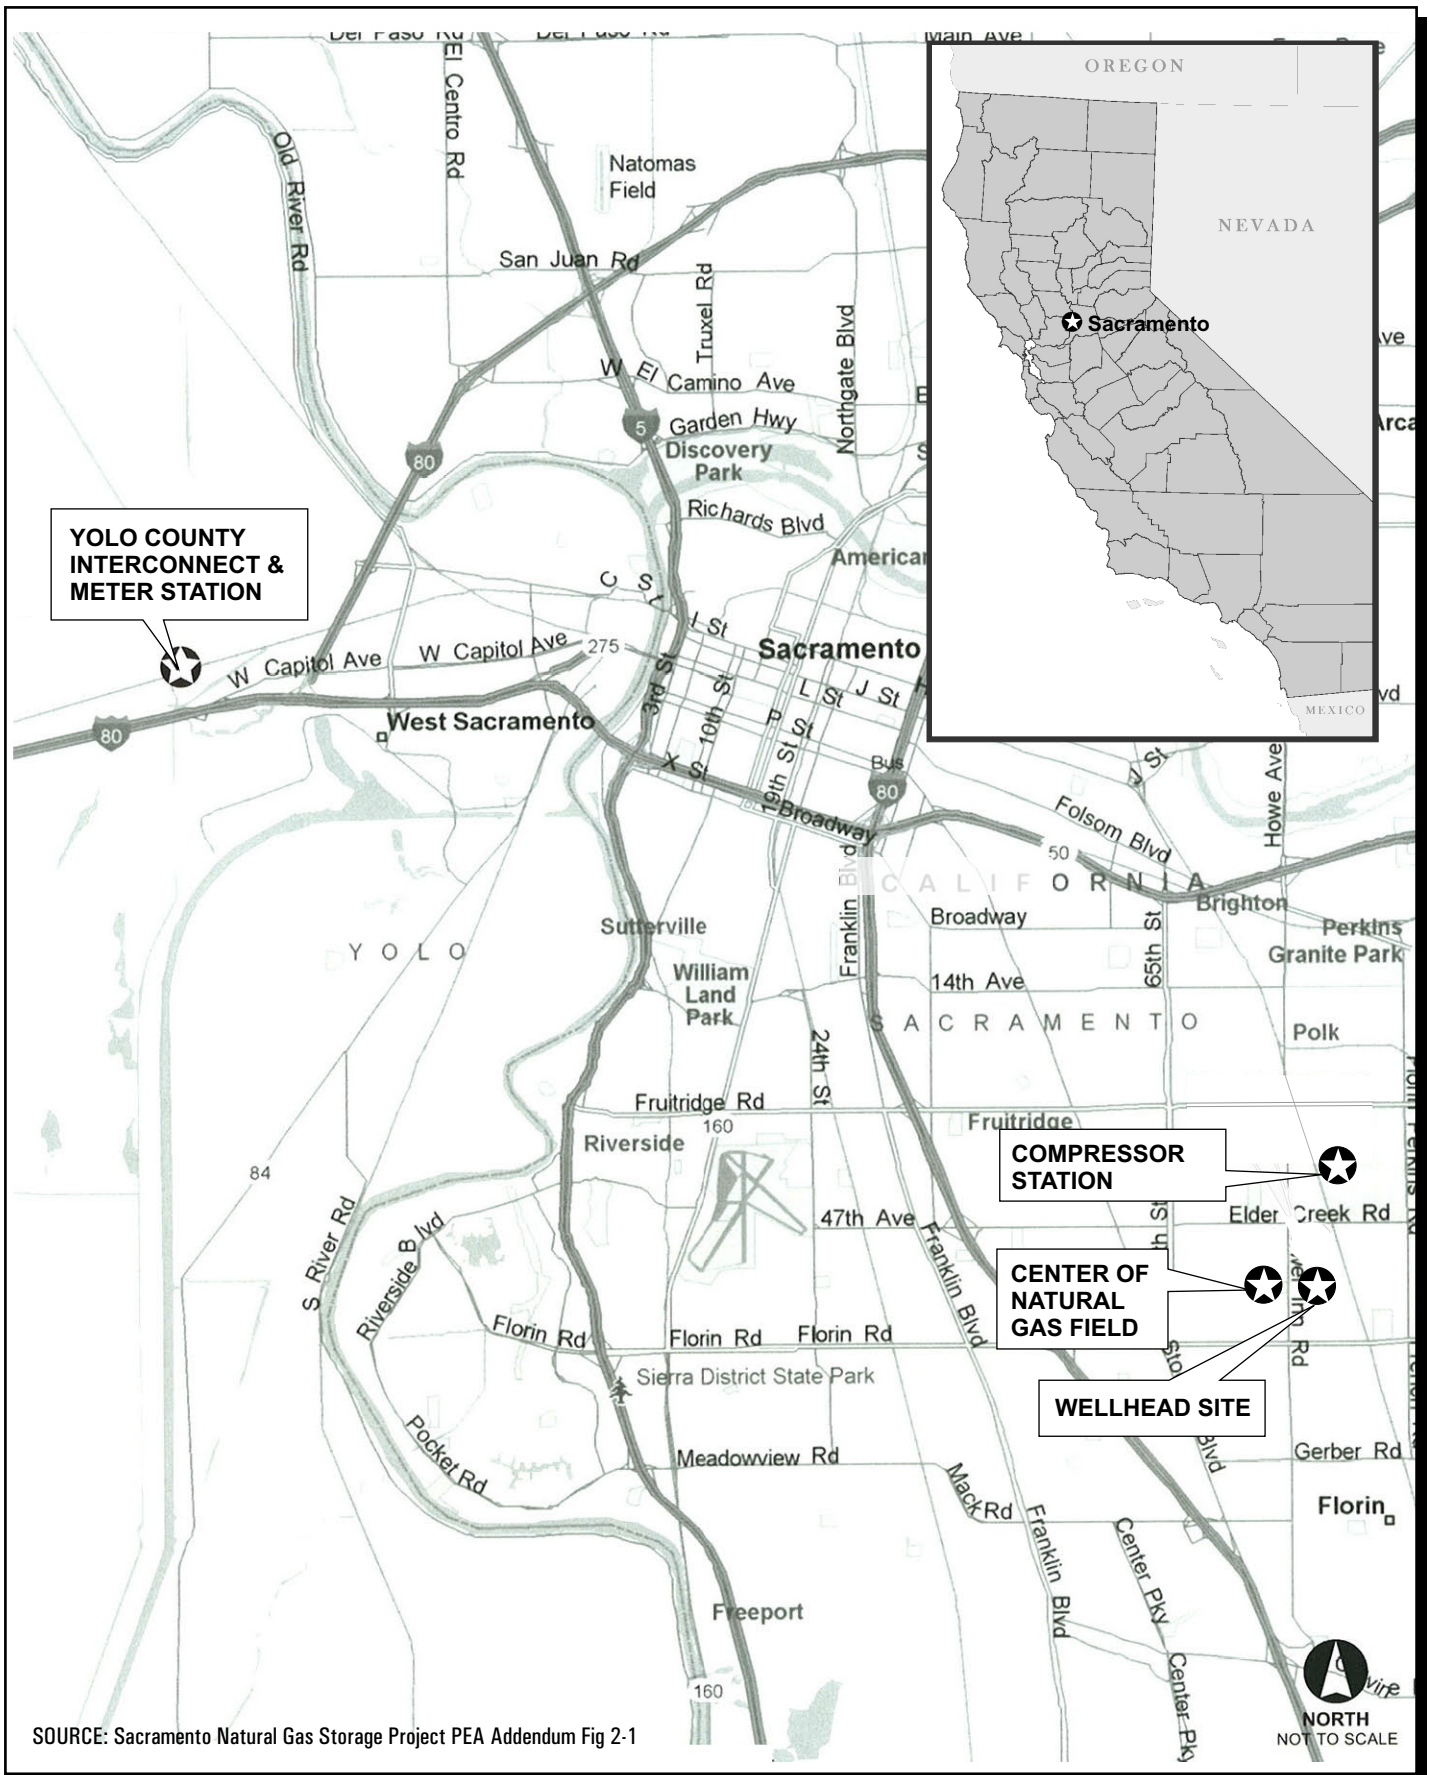 Del Paso Rd
Del Paso Rd
Main Ave
El Centro Rd
Old River Rd
Natomas
Field
San Juan Rd
Truxel Rd
Northgate Blvd
W El Camino Ave
Garden Hwy
5
80
Discovery
Park
Richards Blvd
American
C St
I St
OREGON
NEVADA
Sacramento
MEXICO
Ave
Arca
YOLO COUNTY
INTERCONNECT &
METER STATION
W Capitol Ave
W Capitol Ave
275
Sacramento
3rd St
10th St
L St
J St
P St
19th St
X St
80
West Sacramento
Bus
80
Broadway
J St
Howe Ave
Folsom Blvd
50
Franklin Blvd
CALIFORNIA
Brighton
Broadway
65th St
Perkins
Granite Park
Sutterville
YOLO
William
Land
Park
14th Ave
SACRAMENTO
Polk
24th St
Fruitridge Rd
160
Fruitridge
Riverside
COMPRESSOR
STATION
84
S River Rd
Riverside Blvd
47th Ave
Franklin Blvd
Elder Creek Rd
CENTER OF
NATURAL
GAS FIELD
Florin Rd
Florin Rd
Florin Rd
Sierra District State Park
WELLHEAD SITE
Pocket Rd
Meadowview Rd
Blvd
Gerber Rd
Mack Rd
Florin
Franklin Blvd
Center Pky
Freeport
Center Pky
160
NORTH
NOT TO SCALE
SOURCE: Sacramento Natural Gas Storage Project PEA Addendum Fig 2-1